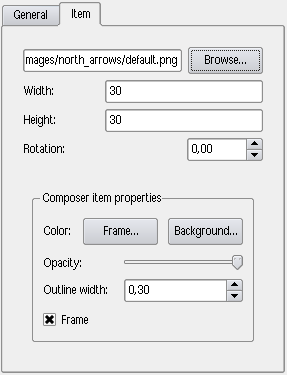 General Item
mages/north_arrows/default.png Browse...
Width: 30
Height: 30
Rotation: 0,00
Composer item properties
Color: Frame... Background...
Opacity:
Outline width: 0,30
Frame